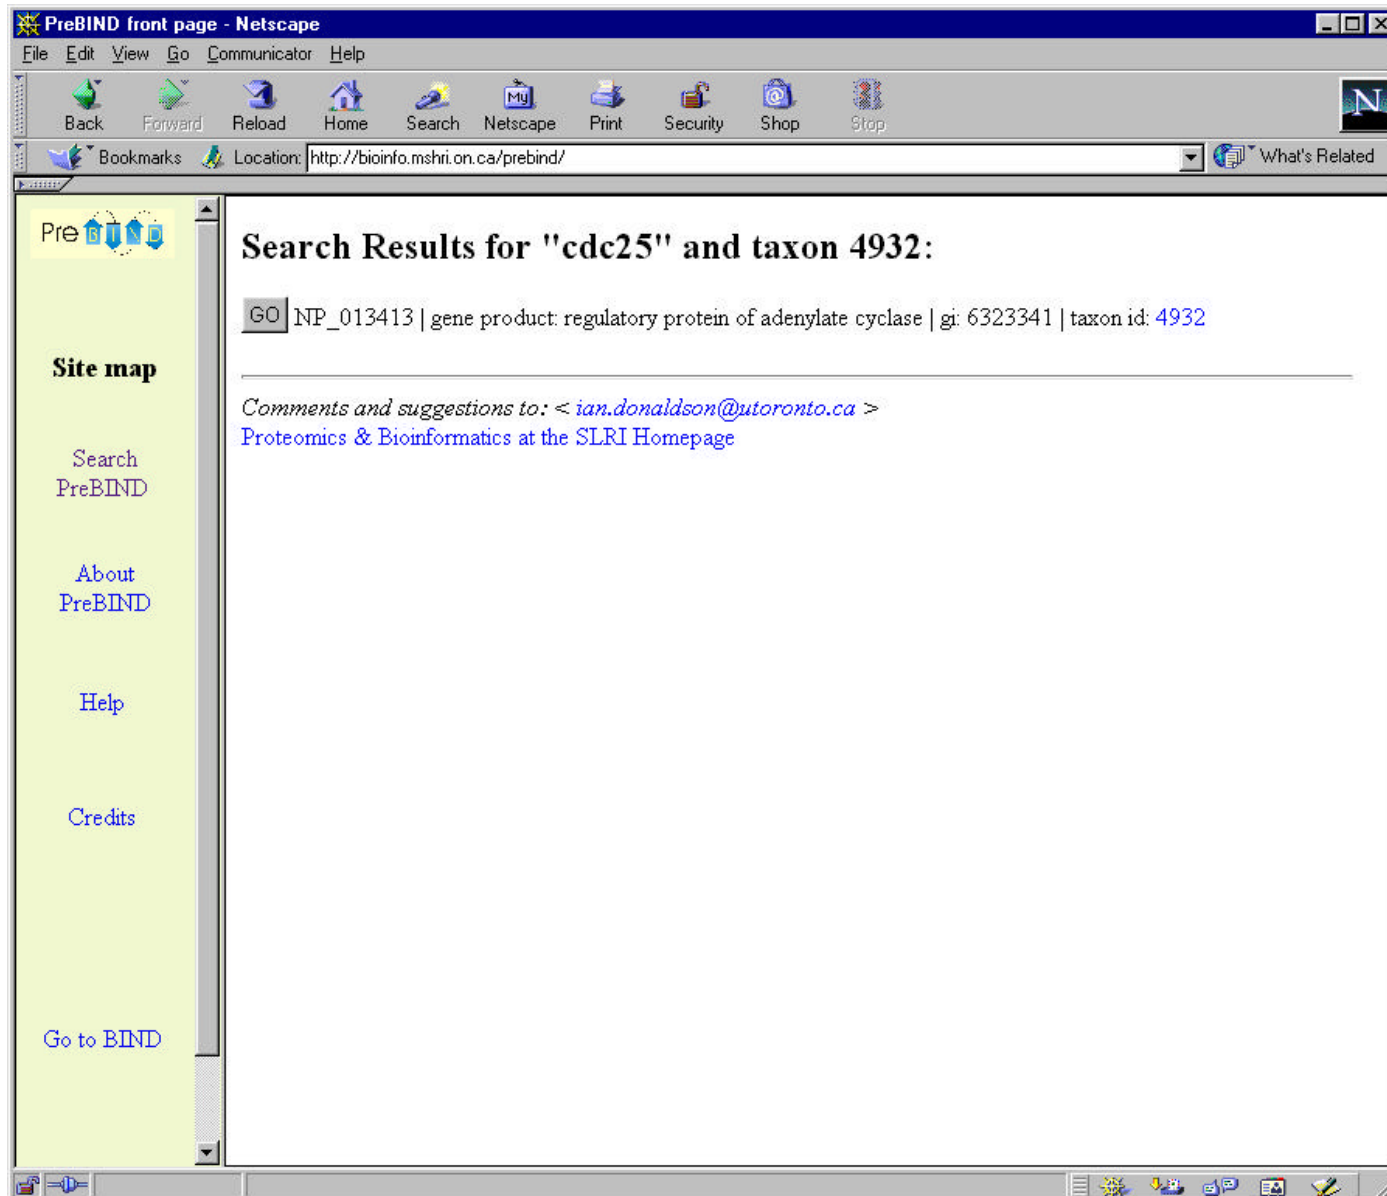 PreBIND front page - Netscape
File Edit View Go Communicator Help
My
Back Forward Reload Home Search Netscape Print Security Shop Stop
N
Bookmarks Location: http://bioinfo.mshri.on.ca/prebind/ What's Related
Pre BIND
Site map
Search
PreBIND
About
PreBIND
Help
Credits
Go to BIND
Search Results for "cdc25" and taxon 4932:
GO NP_013413 | gene product: regulatory protein of adenylate cyclase | gi: 6323341 | taxon id: 4932
Comments and suggestions to: < ian.donaldson@utoronto.ca >
Proteomics & Bioinformatics at the SLRI Homepage